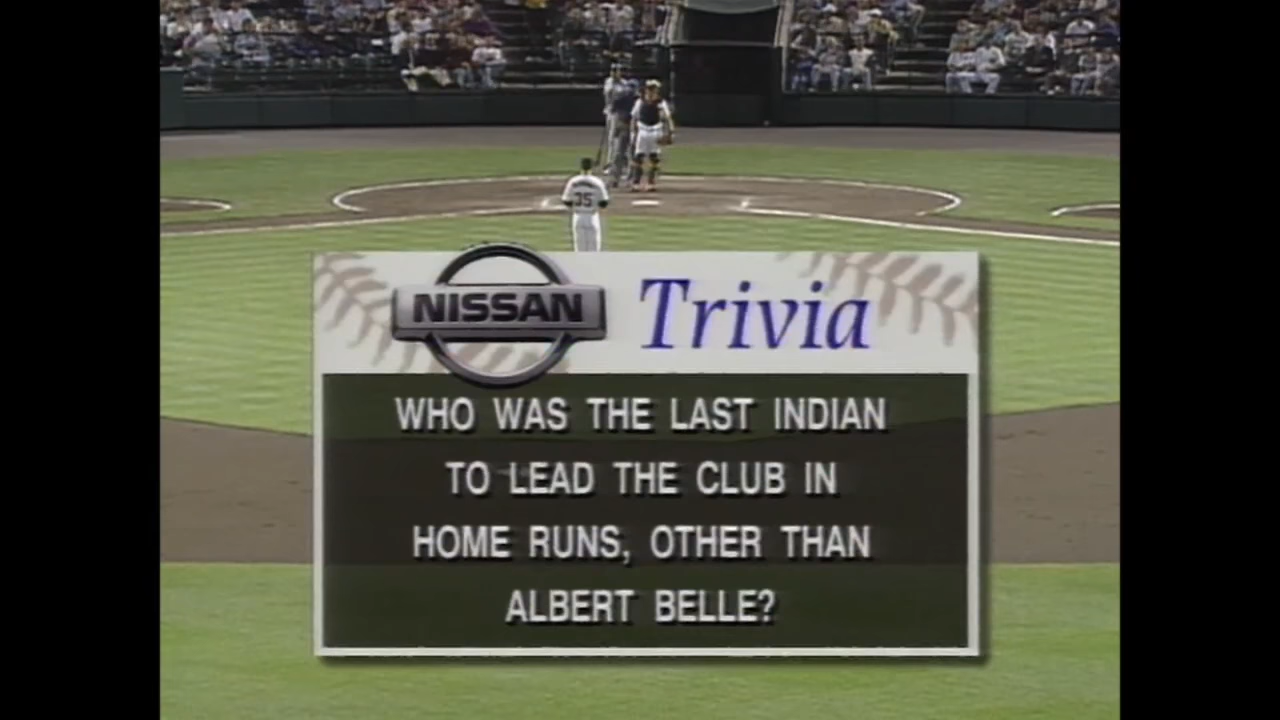 35
NISSAN Trivia
WHO WAS THE LAST INDIAN
TO LEAD THE CLUB IN
HOME RUNS, OTHER THAN
ALBERT BELLE?